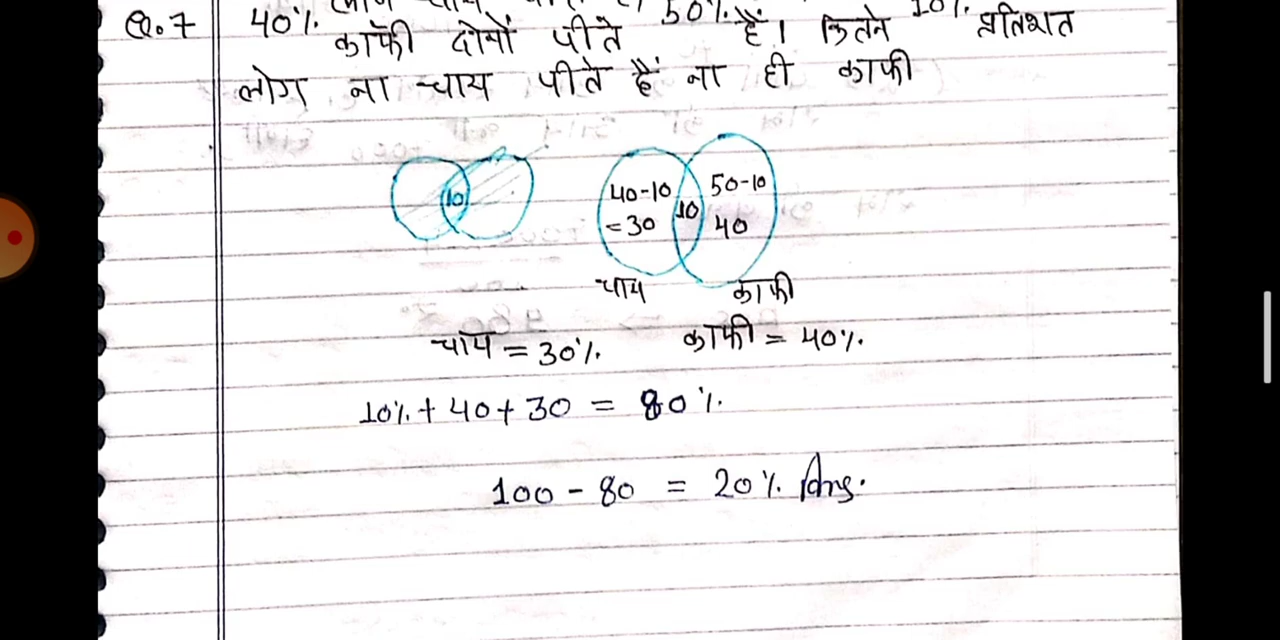 Q.7 40%. 50%. 10%.
काफी दोनों पीते हैं। कितने प्रतिशत
लोग ना चाय पीते हैं ना ही काफी
10
40-10
= 30
10
50-10
40
चाय काफी
चाय = 30%. काफी = 40%.
10%. + 40 + 30 = 80%.
100 - 80 = 20%. Ans.